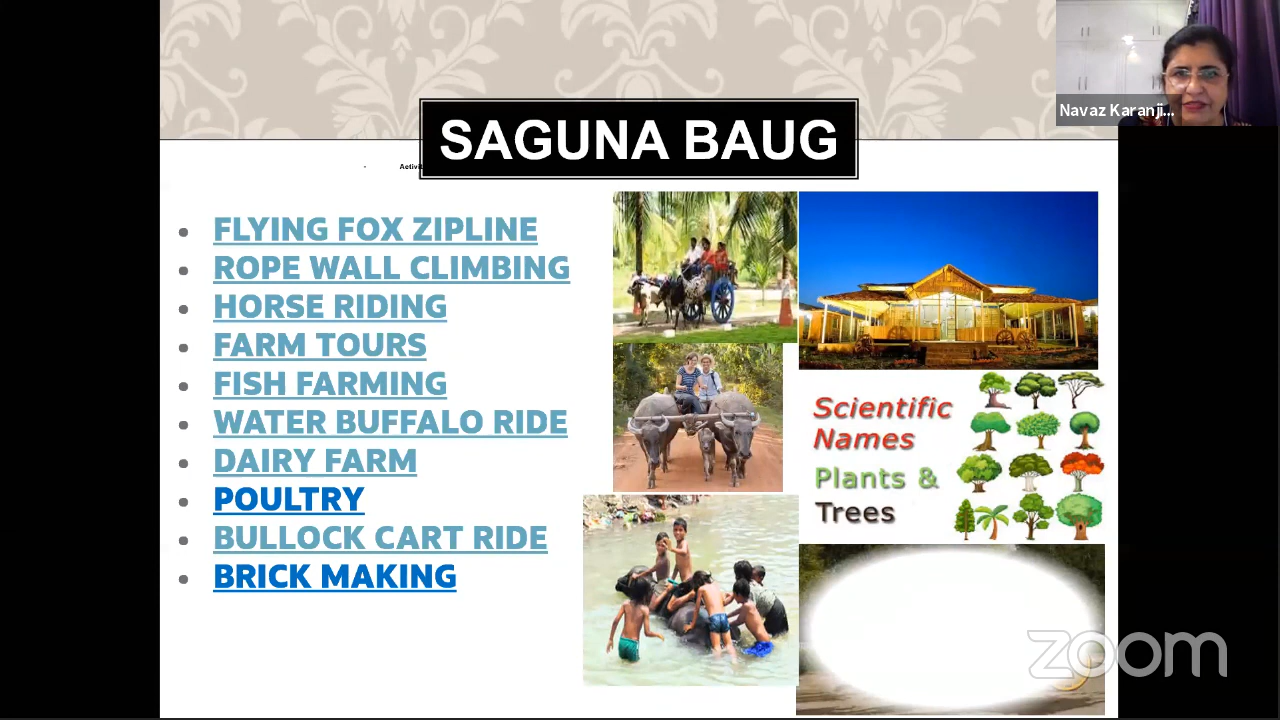 Navaz Karanji...
SAGUNA BAUG
FLYING FOX ZIPLINE
ROPE WALL CLIMBING
HORSE RIDING
FARM TOURS
FISH FARMING
WATER BUFFALO RIDE
DAIRY FARM
POULTRY
BULLOCK CART RIDE
BRICK MAKING
Scientific
Names
Plants &
Trees
zoom